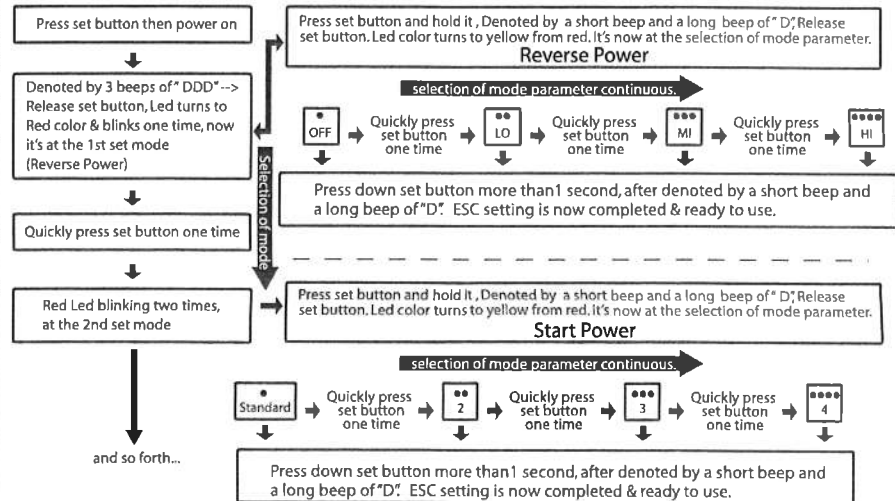 Press set button then power on
Denoted by 3 beeps of " DDD"-->
Release set button, Led turns to
Red color & blinks one time, now
it's at the 1st set mode
(Reverse Power)
Quickly press set button one time
Red Led blinking two times,
at the 2nd set mode
and so forth...
Selection of mode
Press set button and hold it , Denoted by a short beep and a long beep of " D", Release
set button. Led color turns to yellow from red. It's now at the selection of mode parameter.
Reverse Power
selection of mode parameter continuous.
OFF
Quickly press
set button
one time
LO
Quickly press
set button
one time
MI
Quickly press
set button
one time
HI
Press down set button more than1 second, after denoted by a short beep and
a long beep of "D". ESC setting is now completed & ready to use.
Press set button and hold it , Denoted by a short beep and a long beep of " D", Release
set button. Led color turns to yellow from red. It's now at the selection of mode parameter.
Start Power
selection of mode parameter continuous.
Standard
Quickly press
set button
one time
2
Quickly press
set button
one time
3
Quickly press
set button
one time
4
Press down set button more than1 second, after denoted by a short beep and
a long beep of "D". ESC setting is now completed & ready to use.